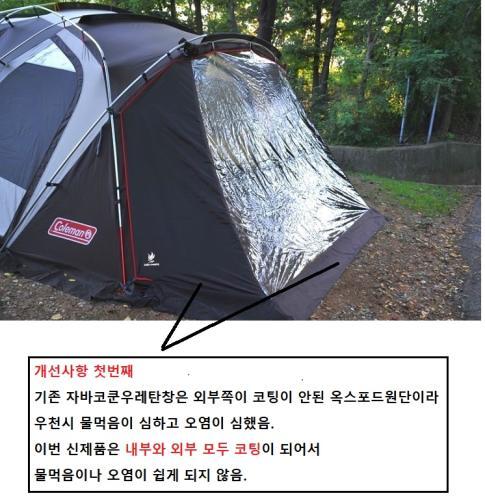 Coleman
개선사항 첫번째
기존 자바코쿤우레탄창은 외부쪽이 코팅이 안된 옥스포드원단이라
우천시 물먹음이 심하고 오염이 심했음.
이번 신제품은 내부와 외부 모두 코팅이 되어서
물먹음이나 오염이 쉽게 되지 않음.